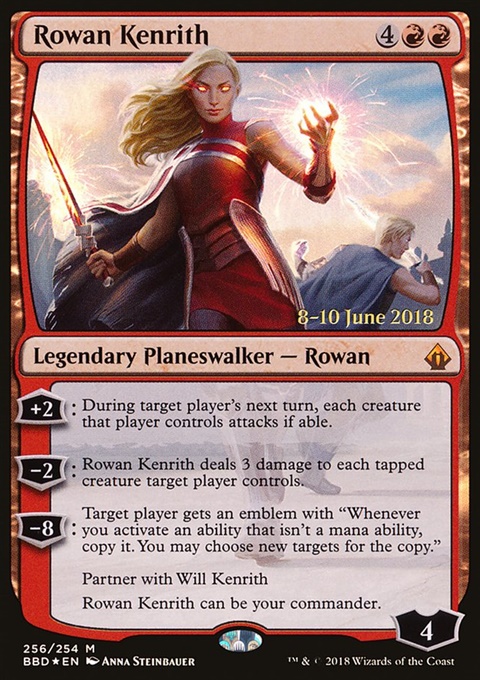 Rowan Kenrith 4
8–10 June 2018
Legendary Planeswalker — Rowan
+2 : During target player's next turn, each creature
that player controls attacks if able.
−2 : Rowan Kenrith deals 3 damage to each tapped
creature target player controls.
−8 : Target player gets an emblem with “Whenever
you activate an ability that isn't a mana ability,
copy it. You may choose new targets for the copy.”
Partner with Will Kenrith
Rowan Kenrith can be your commander.
4
256/254 M
BBD★EN Anna Steinbauer
™ & © 2018 Wizards of the Coast